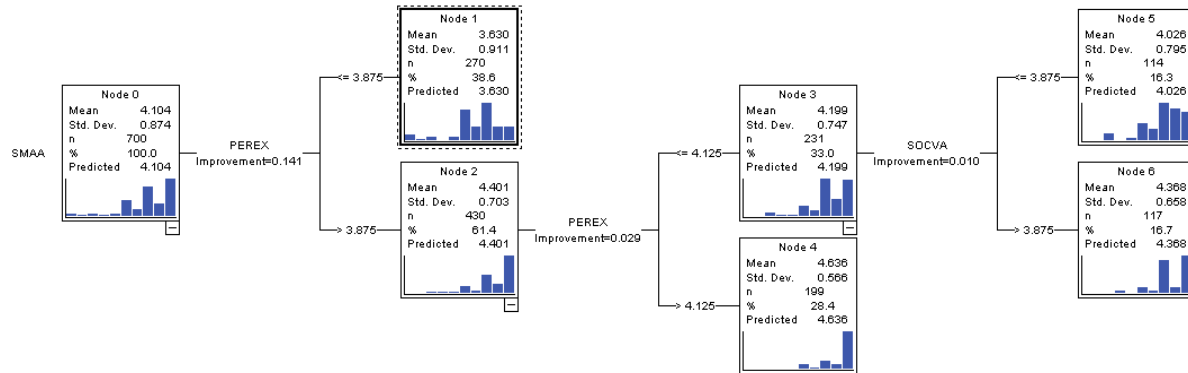 SMAA
Node 0
Mean 4.104
Std. Dev. 0.874
n 700
% 100.0
Predicted 4.104
PEREX
Improvement=0.141
<= 3.875
Node 1
Mean 3.630
Std. Dev. 0.911
n 270
% 38.6
Predicted 3.630
> 3.875
Node 2
Mean 4.401
Std. Dev. 0.703
n 430
% 61.4
Predicted 4.401
PEREX
Improvement=0.029
<= 4.125
Node 3
Mean 4.199
Std. Dev. 0.747
n 231
% 33.0
Predicted 4.199
> 4.125
Node 4
Mean 4.636
Std. Dev. 0.566
n 199
% 28.4
Predicted 4.636
SOCVA
Improvement=0.010
<= 3.875
Node 5
Mean 4.026
Std. Dev. 0.795
n 114
% 16.3
Predicted 4.026
> 3.875
Node 6
Mean 4.368
Std. Dev. 0.658
n 117
% 16.7
Predicted 4.368